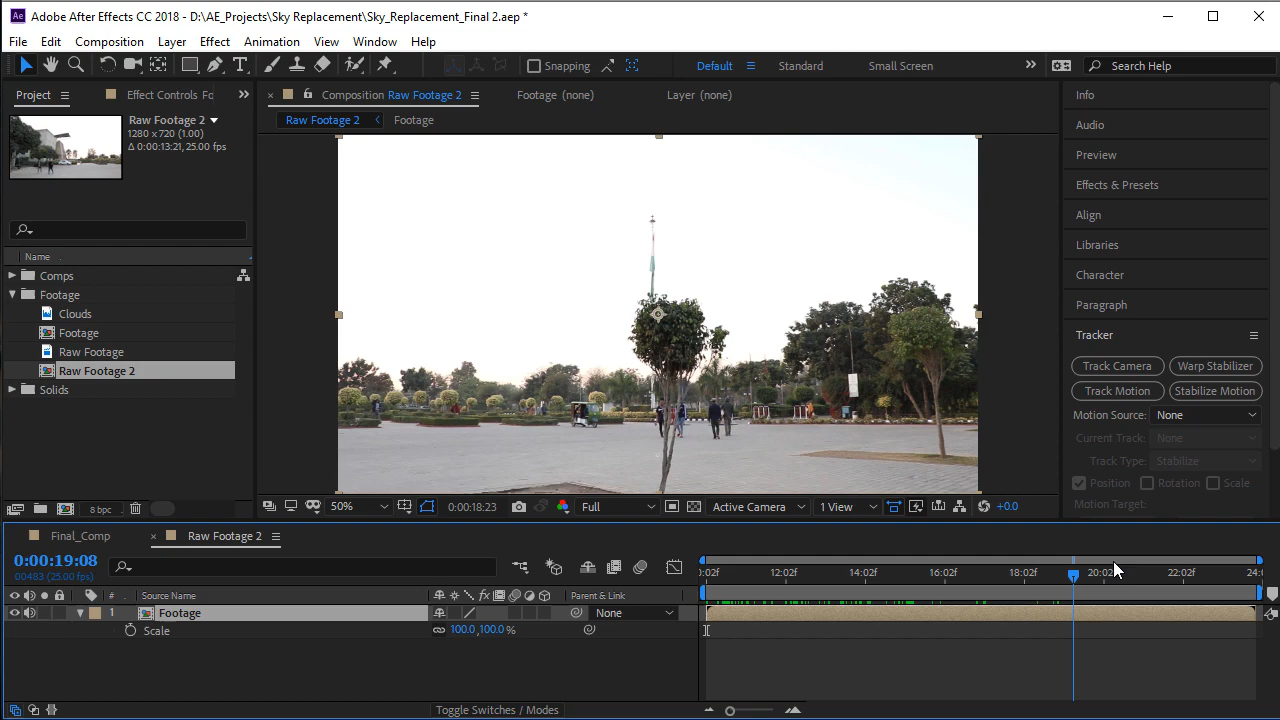 Ae Adobe After Effects CC 2018 - D:\AE_Projects\Sky Replacement\Sky_Replacement_Final 2.aep *
File Edit Composition Layer Effect Animation View Window Help
T Snapping Default Standard Small Screen Search Help
Project Effect Controls Fo
Composition Raw Footage 2 Footage (none) Layer (none)
Raw Footage 2 Footage
Raw Footage 2
1280 x 720 (1.00)
Δ 0:00:13:21, 25.00 fps
Name
Comps
Footage
Clouds
Footage
Raw Footage
Raw Footage 2
Solids
8 bpc
50% 0:00:18:23 Full Active Camera 1 View +0.0
Info
Audio
Preview
Effects & Presets
Align
Libraries
Character
Paragraph
Tracker
Track Camera Warp Stabilizer
Track Motion Stabilize Motion
Motion Source: None
Current Track: None
Track Type: Stabilize
Position Rotation Scale
Motion Target:
Final_Comp × Raw Footage 2
0:00:19:08
00483 (25.00 fps)
:02f 12:02f 14:02f 16:02f 18:02f 20:02f 22:02f 24:0
# Source Name fx Parent & Link
1 Footage None
Scale 100.0,100.0 %
Toggle Switches / Modes